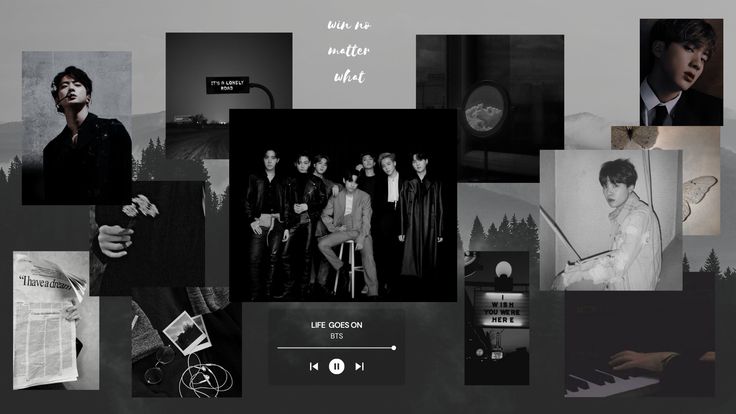 win no
matter
what
IT'S A LONELY
ROAD
"I have a dream
I WISH
YOU WERE
HERE
LIFE GOES ON
BTS